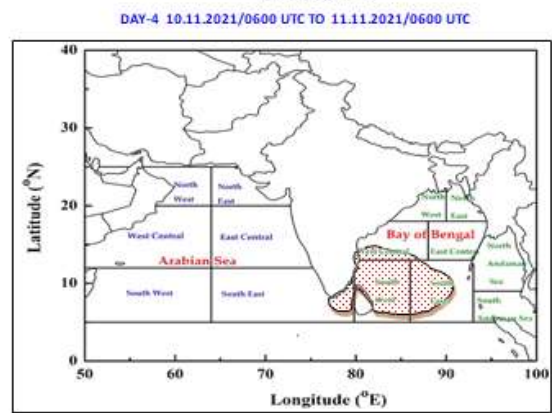 DAY-4 10.11.2021/0600 UTC TO 11.11.2021/0600 UTC
40
30
20
10
0
Latitude (°N)
North
West
North
East
West Central
East Central
Arabian Sea
South West
South East
North
West
North
East
Bay of Bengal
Central
East Central
North
Andaman
Sea
South
Andaman Sea
50
60
70
80
90
100
Longitude (°E)